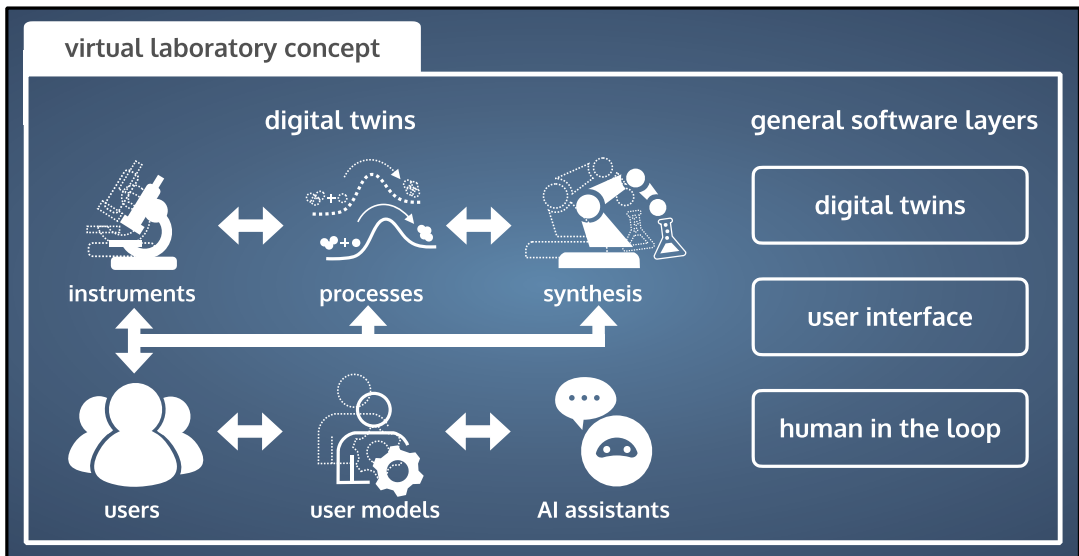 virtual laboratory concept
digital twins
general software layers
instruments
processes
synthesis
digital twins
user interface
human in the loop
users
user models
AI assistants